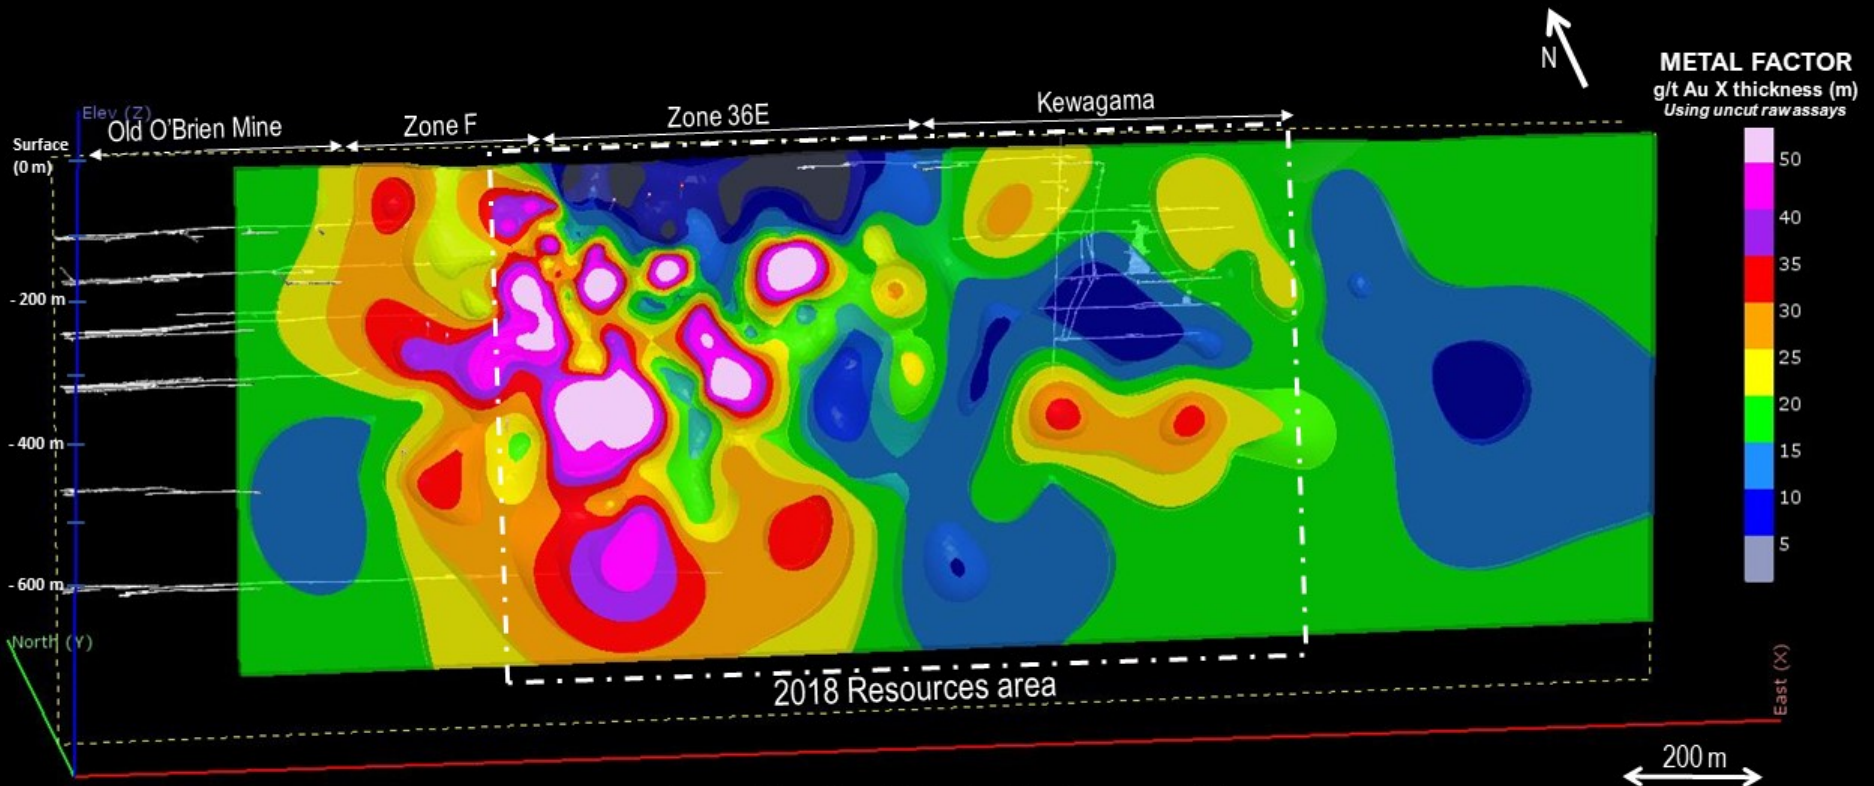 N
METAL FACTOR
g/t Au X thickness (m)
Using uncut raw assays
Elev (Z)
Old O'Brien Mine
Zone F
Zone 36E
Kewagama
Surface
(0 m)
- 200 m
- 400 m
- 600 m
50
40
35
30
25
20
15
10
5
North (Y)
East (X)
2018 Resources area
200 m